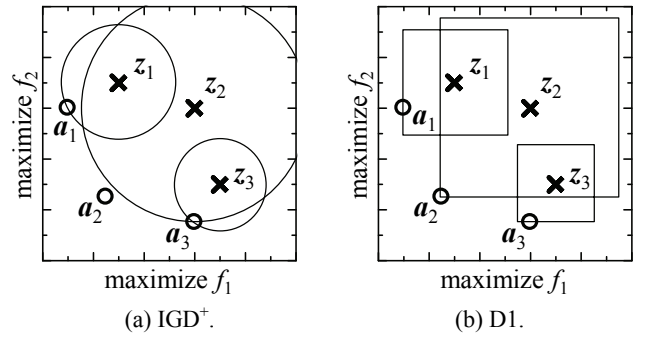 maximize f₂
z₁
z₂
z₃
a₁
a₂
a₃
maximize f₁
(a) IGD⁺.
maximize f₂
z₁
z₂
z₃
a₁
a₂
a₃
maximize f₁
(b) D1.